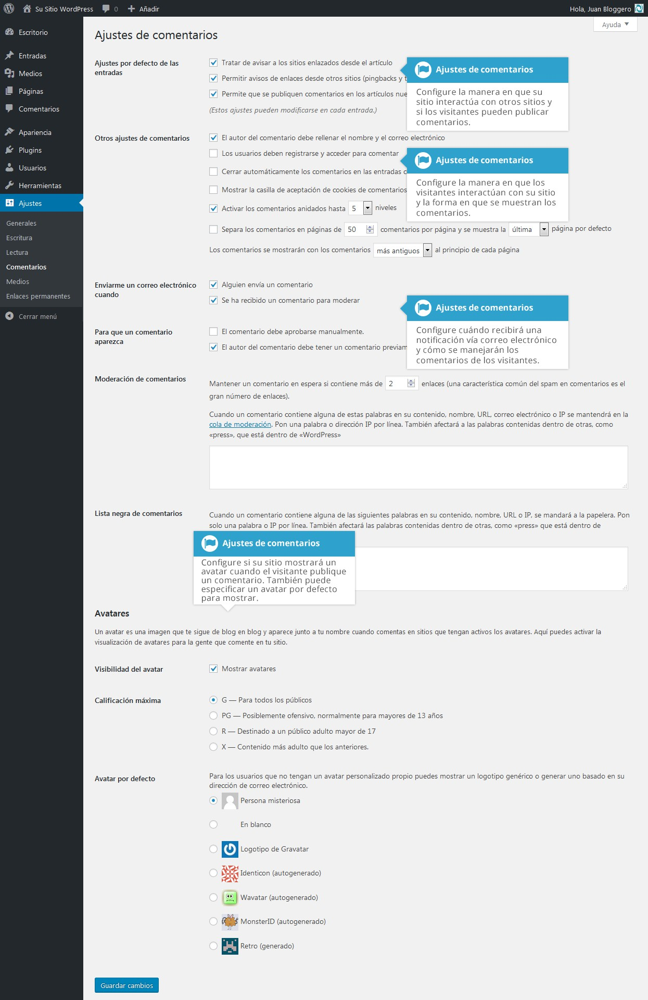 Su Sitio WordPress 0 Añadir Hola, Juan Bloggero
Ayuda
Escritorio
Entradas
Medios
Páginas
Comentarios
Apariencia
Plugins
Usuarios
Herramientas
Ajustes
Generales
Escritura
Lectura
Comentarios
Medios
Enlaces permanentes
Cerrar menú
Ajustes de comentarios
Ajustes por defecto de las
entradas
Tratar de avisar a los sitios enlazados desde el artículo
Permitir avisos de enlaces desde otros sitios (pingbacks y t
Permite que se publiquen comentarios en los artículos nue
(Estos ajustes pueden modificarse en cada entrada.)
Ajustes de comentarios
Configure la manera en que su
sitio interactúa con otros sitios y
si los visitantes pueden publicar
comentarios.
Otros ajustes de comentarios
El autor del comentario debe rellenar el nombre y el correo electrónico
Los usuarios deben registrarse y acceder para comentar
Cerrar automáticamente los comentarios en las entradas c
Mostrar la casilla de aceptación de cookies de comentarios
Activar los comentarios anidados hasta 5 niveles
Ajustes de comentarios
Configure la manera en que los
visitantes interactúan con su sitio
y la forma en que se muestran los
comentarios.
Separa los comentarios en páginas de 50 comentarios por página y se muestra la última página por defecto
Los comentarios se mostrarán con los comentarios más antiguos al principio de cada página
Enviarme un correo electrónico
cuando
Alguien envía un comentario
Se ha recibido un comentario para moderar
Para que un comentario
aparezca
El comentario debe aprobarse manualmente.
El autor del comentario debe tener un comentario previam
Ajustes de comentarios
Configure cuándo recibirá una
notificación vía correo electrónico
y cómo se manejarán los
comentarios de los visitantes.
Moderación de comentarios
Mantener un comentario en espera si contiene más de 2 enlaces (una característica común del spam en comentarios es el
gran número de enlaces).
Cuando un comentario contiene alguna de estas palabras en su contenido, nombre, URL, correo electrónico o IP se mantendrá en la
cola de moderación. Pon una palabra o dirección IP por línea. También afectará a las palabras contenidas dentro de otras, como
«press», que está dentro de «WordPress»
Lista negra de comentarios
Cuando un comentario contiene alguna de las siguientes palabras en su contenido, nombre, URL o IP, se mandará a la papelera. Pon
solo una palabra o IP por línea. También afectará las palabras contenidas dentro de otras, como «press» que está dentro de
Ajustes de comentarios
Configure si su sitio mostrará un
avatar cuando el visitante publique
un comentario. También puede
especificar un avatar por defecto
para mostrar.
Avatares
Un avatar es una imagen que te sigue de blog en blog y aparece junto a tu nombre cuando comentas en sitios que tengan activos los avatares. Aquí puedes activar la
visualización de avatares para la gente que comente en tu sitio.
Visibilidad del avatar
Mostrar avatares
Calificación máxima
G — Para todos los públicos
PG — Posiblemente ofensivo, normalmente para mayores de 13 años
R — Destinado a un público adulto mayor de 17
X — Contenido más adulto que los anteriores.
Avatar por defecto
Para los usuarios que no tengan un avatar personalizado propio puedes mostrar un logotipo genérico o generar uno basado en su
dirección de correo electrónico.
Persona misteriosa
En blanco
Logotipo de Gravatar
Identicon (autogenerado)
Wavatar (autogenerado)
MonsterID (autogenerado)
Retro (generado)
Guardar cambios